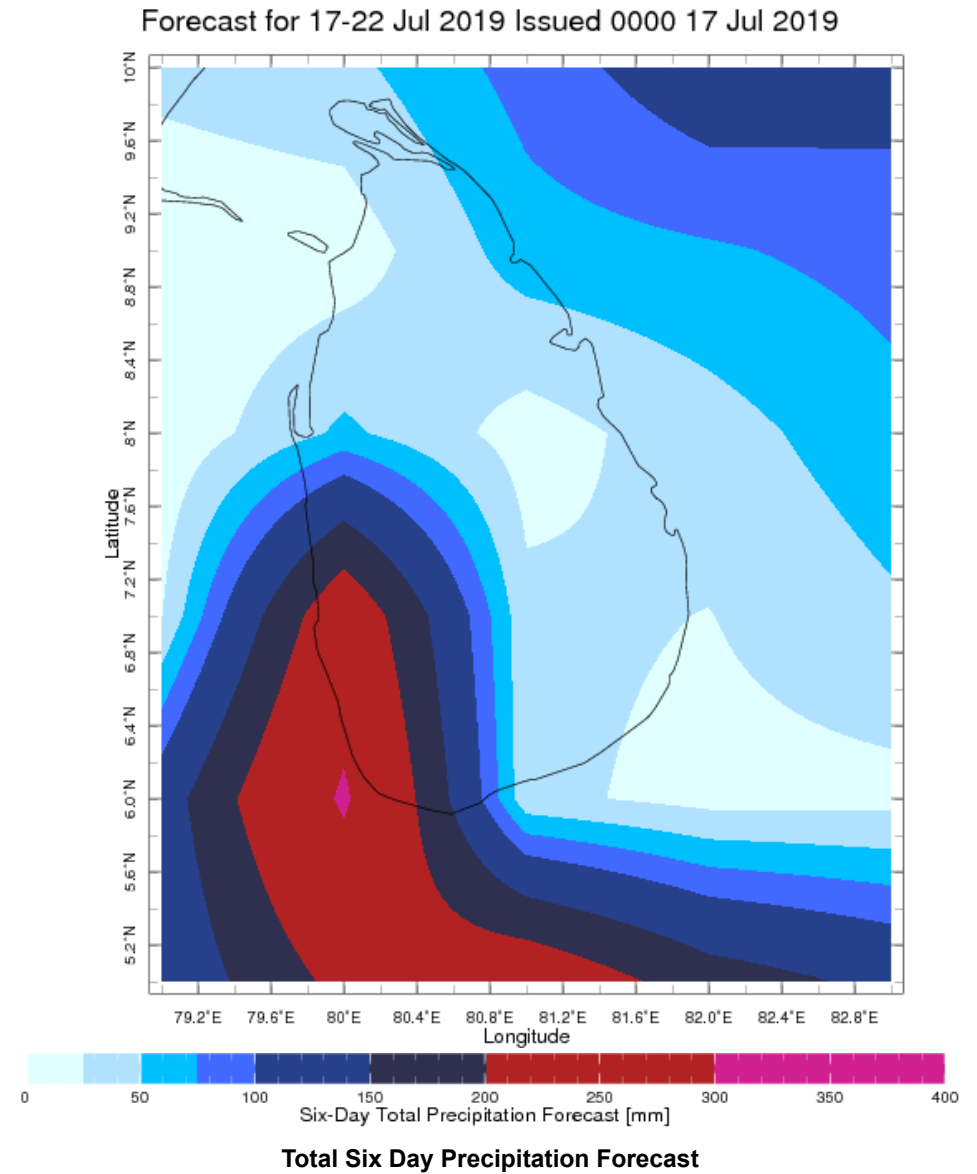 Forecast for 17-22 Jul 2019 Issued 0000 17 Jul 2019
10°N
9.6°N
9.2°N
8.8°N
8.4°N
8°N
7.6°N
7.2°N
6.8°N
6.4°N
6.0°N
5.6°N
5.2°N
Latitude
79.2°E 79.6°E 80°E 80.4°E 80.8°E 81.2°E 81.6°E 82.0°E 82.4°E 82.8°E
Longitude
0 50 100 150 200 250 300 350 400
Six-Day Total Precipitation Forecast [mm]
Total Six Day Precipitation Forecast